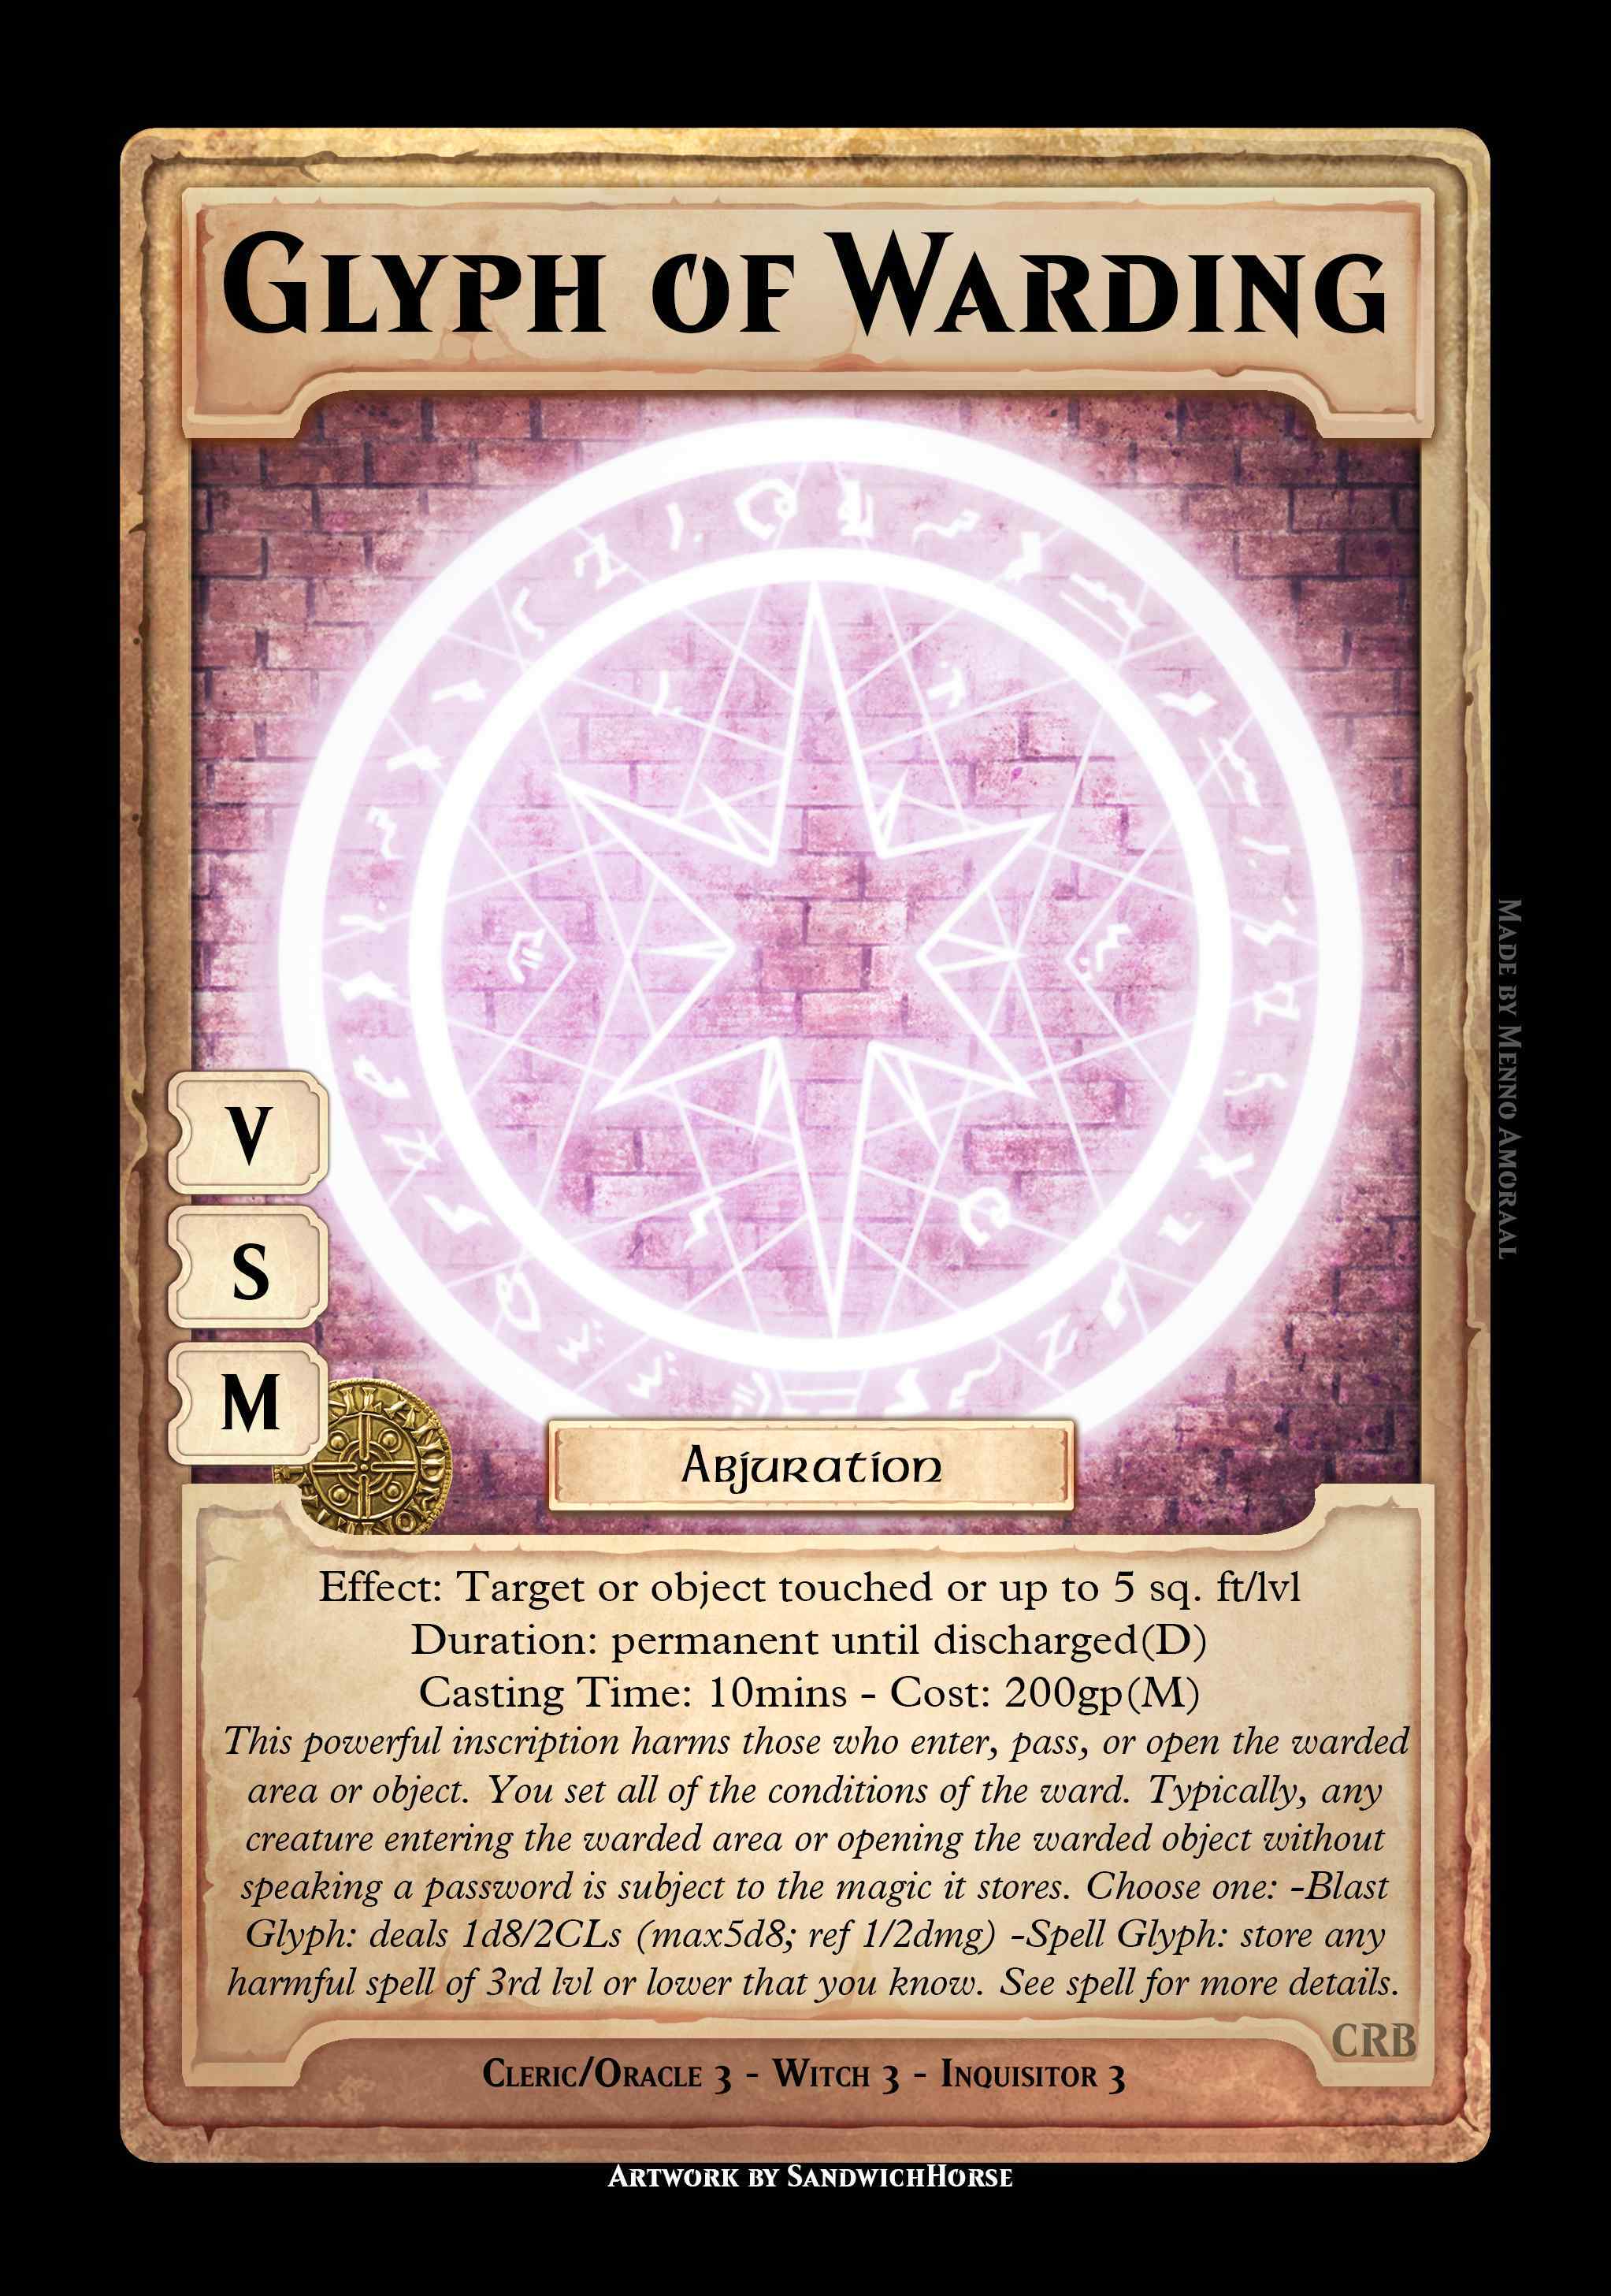 Glyph of Warding
V
S
M
Abjuration
Effect: Target or object touched or up to 5 sq. ft/lvl
Duration: permanent until discharged(D)
Casting Time: 10mins - Cost: 200gp(M)
This powerful inscription harms those who enter, pass, or open the warded
area or object. You set all of the conditions of the ward. Typically, any
creature entering the warded area or opening the warded object without
speaking a password is subject to the magic it stores. Choose one: -Blast
Glyph: deals 1d8/2CLs (max5d8; ref 1/2dmg) -Spell Glyph: store any
harmful spell of 3rd lvl or lower that you know. See spell for more details.
CRB
Cleric/Oracle 3 - Witch 3 - Inquisitor 3
Made by Menno Amoraal
Artwork by SandwichHorse